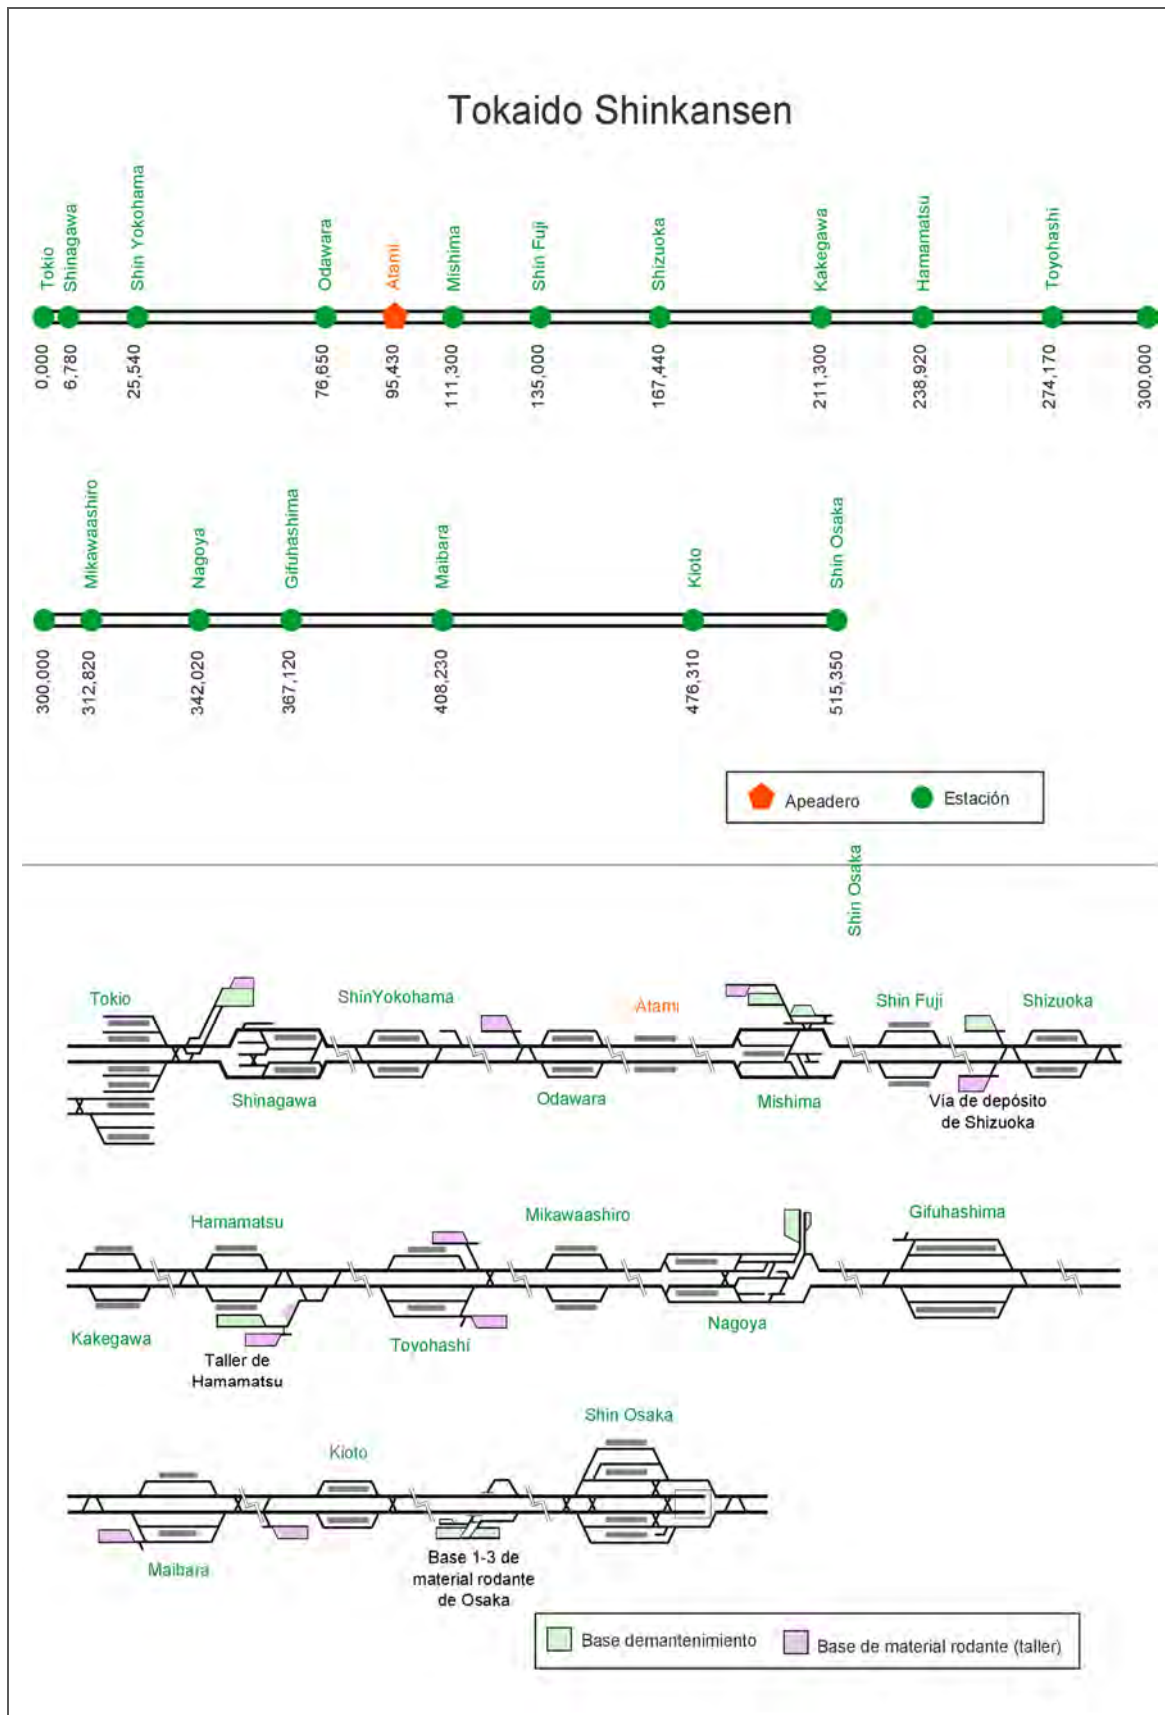 Tokaido Shinkansen
Tokio
Shinagawa
Shin Yokohama
Odawara
Atami
Mishima
Shin Fuji
Shizuoka
Kakegawa
Hamamatsu
Toyohashi
0,000
6,780
25,540
76,650
95,430
111,300
135,000
167,440
211,300
238,920
274,170
300,000
Mikawaashiro
Nagoya
Gifuhashima
Maibara
Kioto
Shin Osaka
300,000
312,820
342,020
367,120
408,230
476,310
515,350
Apeadero
Estación
Shin Osaka
Tokio
ShinYokohama
Atami
Shin Fuji
Shizuoka
Shinagawa
Odawara
Mishima
Vía de depósito
de Shizuoka
Hamamatsu
Mikawaashiro
Gifuhashima
Kakegawa
Toyohashi
Nagoya
Taller de
Hamamatsu
Shin Osaka
Kioto
Maibara
Base 1-3 de
material rodante
de Osaka
Base demantenimiento
Base de material rodante (taller)